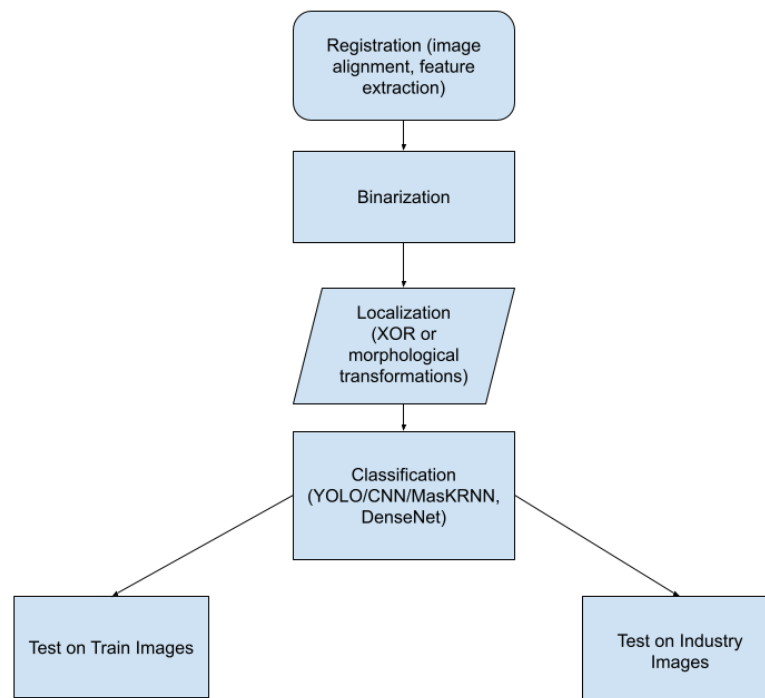 Registration (image
alignment, feature
extraction)
Binarization
Localization
(XOR or
morphological
transformations)
Classification
(YOLO/CNN/MasKRNN,
DenseNet)
Test on Train Images
Test on Industry
Images